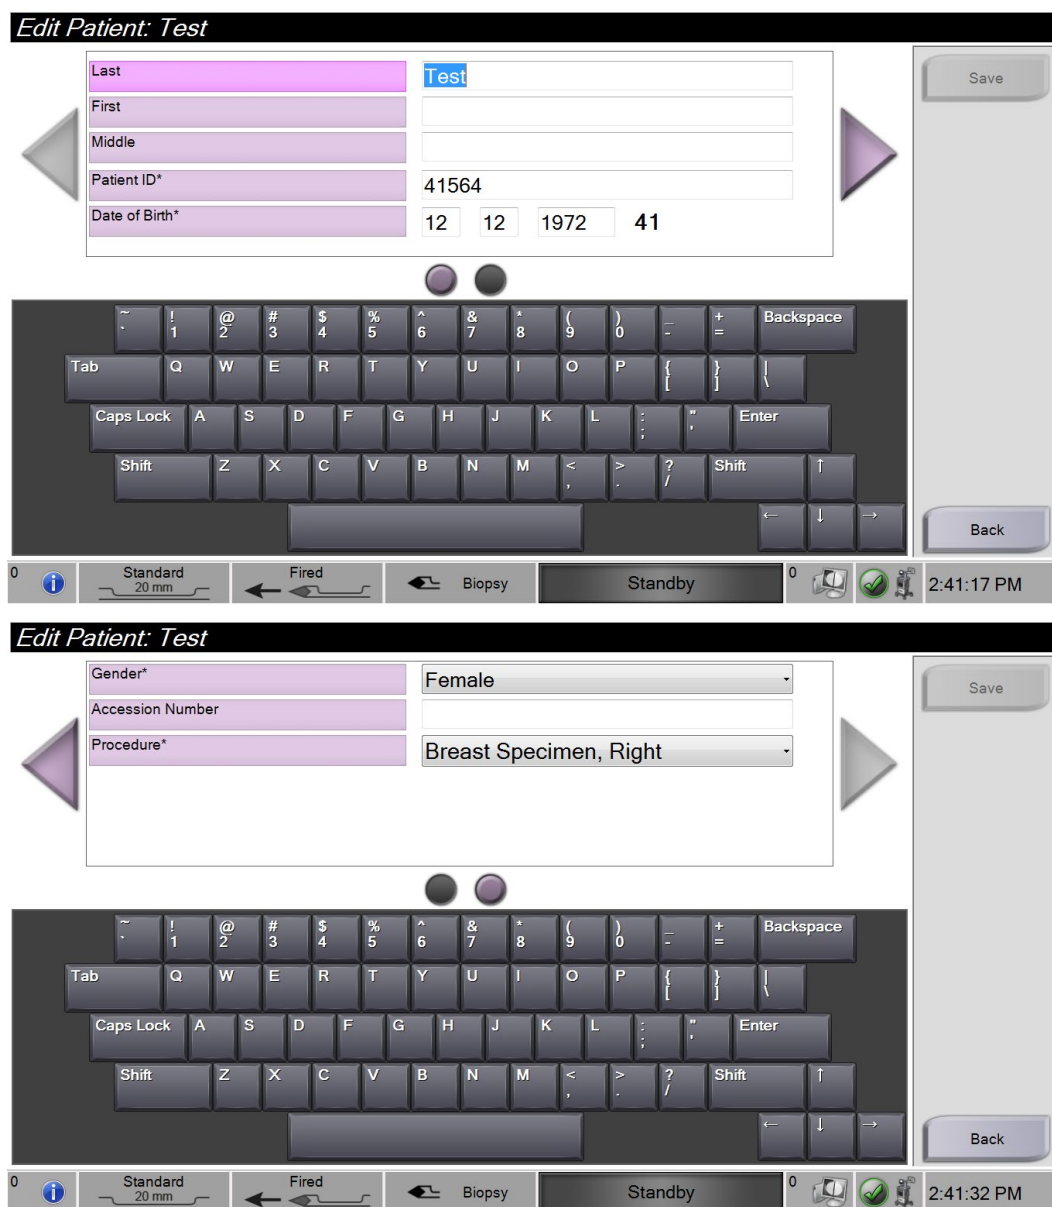 Edit Patient: Test
Last Test
First
Middle
Patient ID* 41564
Date of Birth* 12 12 1972 41
Save
~ ! @ # $ % ^ & * ( ) _ + Backspace
` 1 2 3 4 5 6 7 8 9 0 - =
Tab Q W E R T Y U I O P { } |
[ ] \
Caps Lock A S D F G H J K L : " Enter
; '
Shift Z X C V B N M < > ? Shift ↑
, . /
← ↓ →
Back
0 Standard Fired Biopsy Standby 0 2:41:17 PM
20 mm
Edit Patient: Test
Gender* Female
Accession Number
Procedure* Breast Specimen, Right
Save
~ ! @ # $ % ^ & * ( ) _ + Backspace
` 1 2 3 4 5 6 7 8 9 0 - =
Tab Q W E R T Y U I O P { } |
[ ] \
Caps Lock A S D F G H J K L : " Enter
; '
Shift Z X C V B N M < > ? Shift ↑
, . /
← ↓ →
Back
0 Standard Fired Biopsy Standby 0 2:41:32 PM
20 mm